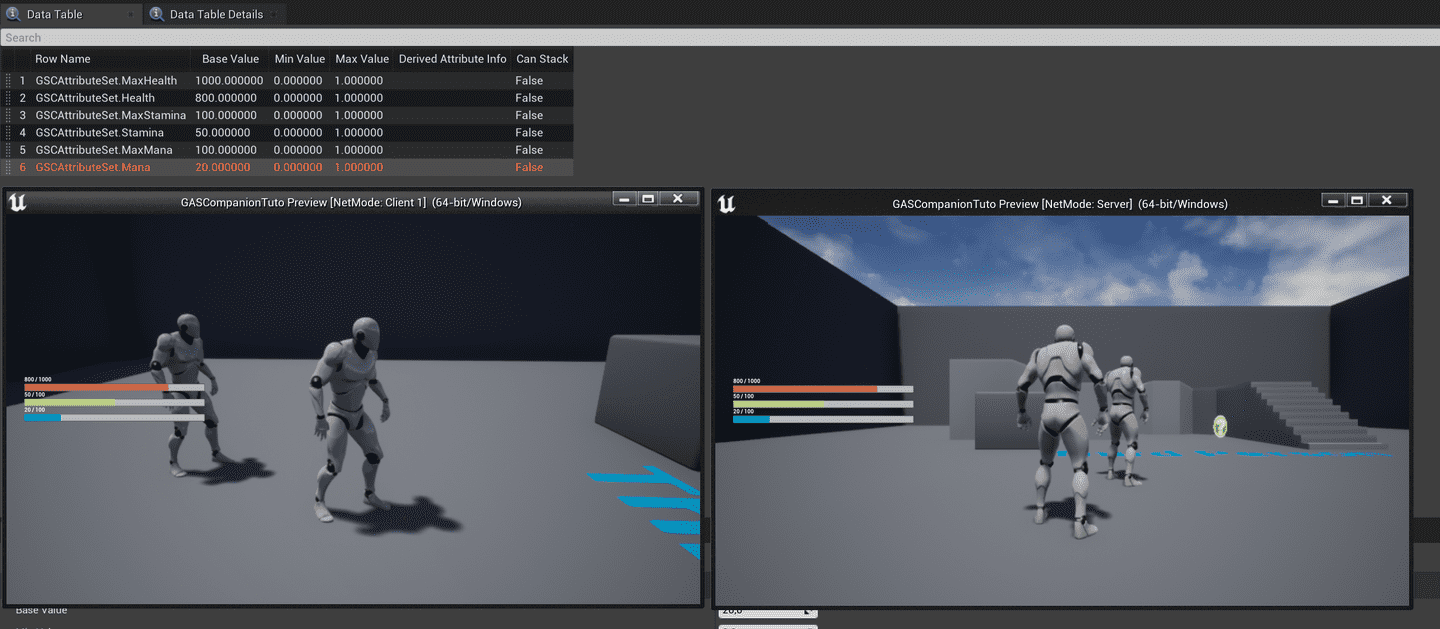 Data Table
Data Table Details
Search
Row Name Base Value Min Value Max Value Derived Attribute Info Can Stack
1 GSCAttributeSet.MaxHealth 1000.000000 0.000000 1.000000 False
2 GSCAttributeSet.Health 800.000000 0.000000 1.000000 False
3 GSCAttributeSet.MaxStamina 100.000000 0.000000 1.000000 False
4 GSCAttributeSet.Stamina 50.000000 0.000000 1.000000 False
5 GSCAttributeSet.MaxMana 100.000000 0.000000 1.000000 False
6 GSCAttributeSet.Mana 20.000000 0.000000 1.000000 False
GASCompanionTuto Preview [NetMode: Client 1] (64-bit/Windows)
800 / 1000
50 / 100
20 / 100
GASCompanionTuto Preview [NetMode: Server] (64-bit/Windows)
800 / 1000
50 / 100
20 / 100
Base Value